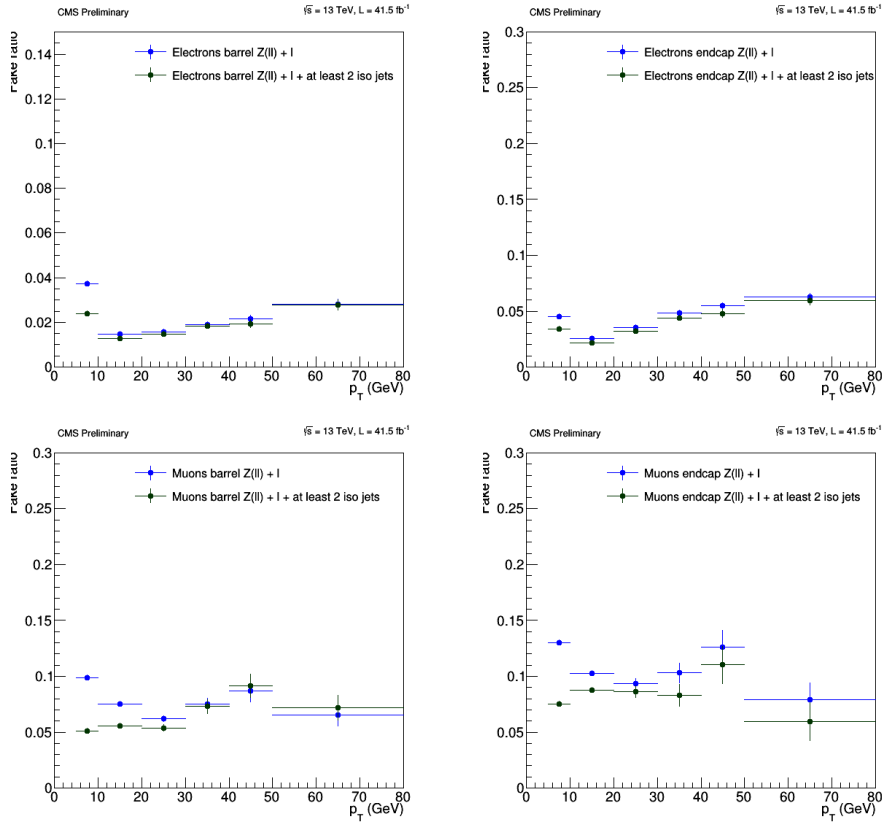 CMS Preliminary √s = 13 TeV, L = 41.5 fb⁻¹
Fake ratio
Electrons barrel Z(ll) + l
Electrons barrel Z(ll) + l + at least 2 iso jets
0.14
0.12
0.1
0.08
0.06
0.04
0.02
0
0 10 20 30 40 50 60 70 80
p_T (GeV)
CMS Preliminary √s = 13 TeV, L = 41.5 fb⁻¹
Fake ratio
Electrons endcap Z(ll) + l
Electrons endcap Z(ll) + l + at least 2 iso jets
0.3
0.25
0.2
0.15
0.1
0.05
0
0 10 20 30 40 50 60 70 80
p_T (GeV)
CMS Preliminary √s = 13 TeV, L = 41.5 fb⁻¹
Fake ratio
Muons barrel Z(ll) + l
Muons barrel Z(ll) + l + at least 2 iso jets
0.3
0.25
0.2
0.15
0.1
0.05
0
0 10 20 30 40 50 60 70 80
p_T (GeV)
CMS Preliminary √s = 13 TeV, L = 41.5 fb⁻¹
Fake ratio
Muons endcap Z(ll) + l
Muons endcap Z(ll) + l + at least 2 iso jets
0.3
0.25
0.2
0.15
0.1
0.05
0
0 10 20 30 40 50 60 70 80
p_T (GeV)